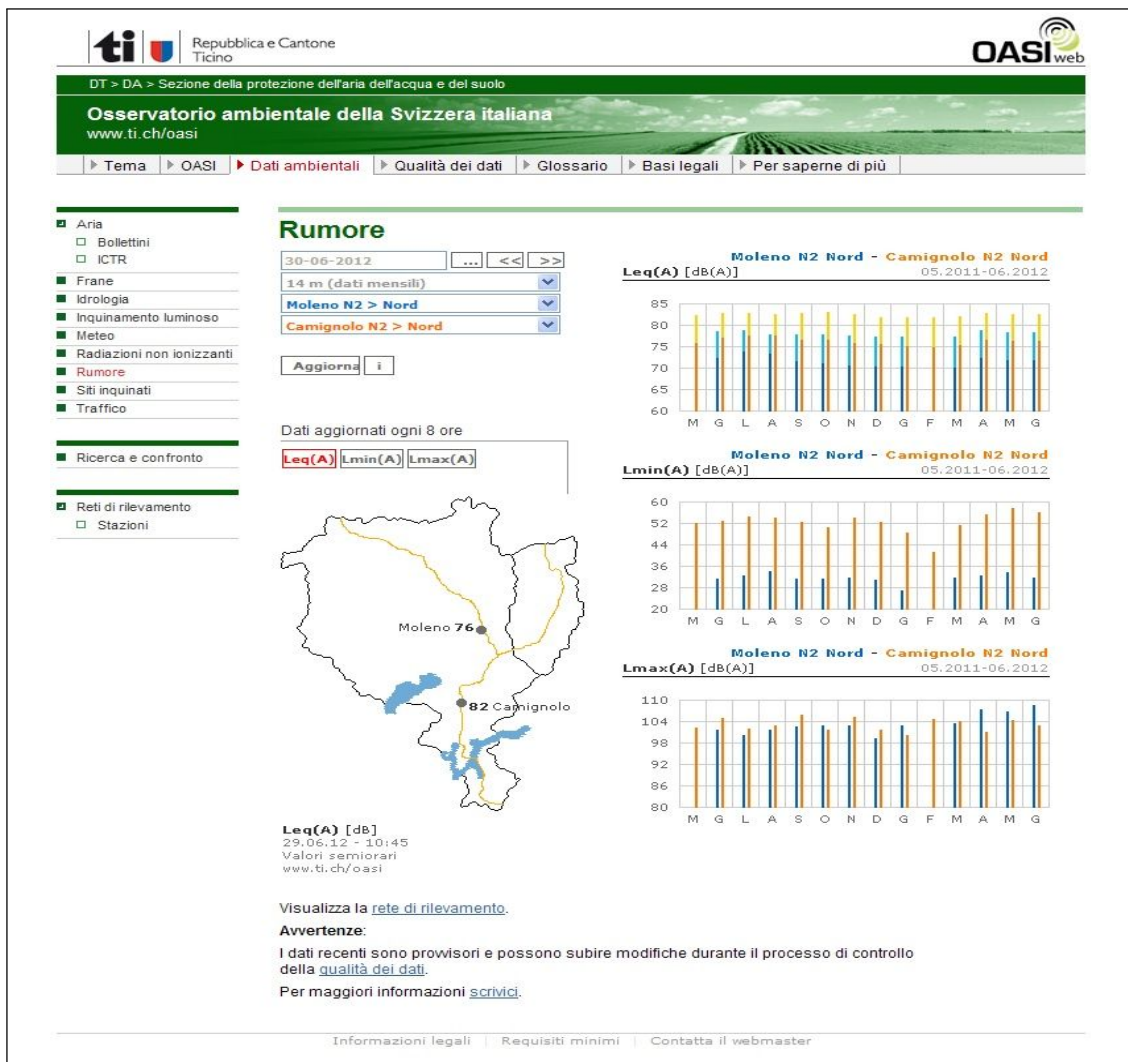 ti Repubblica e Cantone
Ticino
OASI web
DT > DA > Sezione della protezione dell'aria dell'acqua e del suolo
Osservatorio ambientale della Svizzera italiana
www.ti.ch/oasi
Tema OASI Dati ambientali Qualità dei dati Glossario Basi legali Per saperne di più
Aria
Bollettini
ICTR
Frane
Idrologia
Inquinamento luminoso
Meteo
Radiazioni non ionizzanti
Rumore
Siti inquinati
Traffico
Ricerca e confronto
Reti di rilevamento
Stazioni
Rumore
30-06-2012 ... << >>
14 m (dati mensili)
Moleno N2 > Nord
Camignolo N2 > Nord
Aggiorna i
Dati aggiornati ogni 8 ore
Leq(A) Lmin(A) Lmax(A)
Moleno 76
82 Camignolo
Leq(A) [dB]
29.06.12 - 10:45
Valori semiorari
www.ti.ch/oasi
Moleno N2 Nord - Camignolo N2 Nord
Leq(A) [dB(A)] 05.2011-06.2012
85
80
75
70
65
60
M G L A S O N D G F M A M G
Moleno N2 Nord - Camignolo N2 Nord
Lmin(A) [dB(A)] 05.2011-06.2012
60
52
44
36
28
20
M G L A S O N D G F M A M G
Moleno N2 Nord - Camignolo N2 Nord
Lmax(A) [dB(A)] 05.2011-06.2012
110
104
98
92
86
80
M G L A S O N D G F M A M G
Visualizza la rete di rilevamento.
Avvertenze:
I dati recenti sono provvisori e possono subire modifiche durante il processo di controllo
della qualità dei dati.
Per maggiori informazioni scrivici.
Informazioni legali | Requisiti minimi | Contatta il webmaster